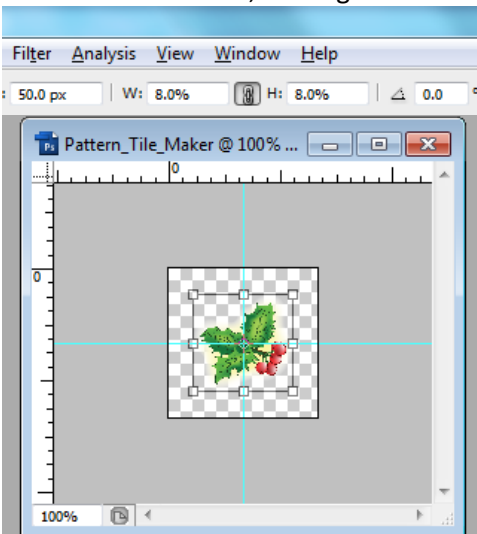 Filter Analysis View Window Help
: 50.0 px W: 8.0% H: 8.0% 0.0 °
Ps Pattern_Tile_Maker @ 100% ...
0
0
100%